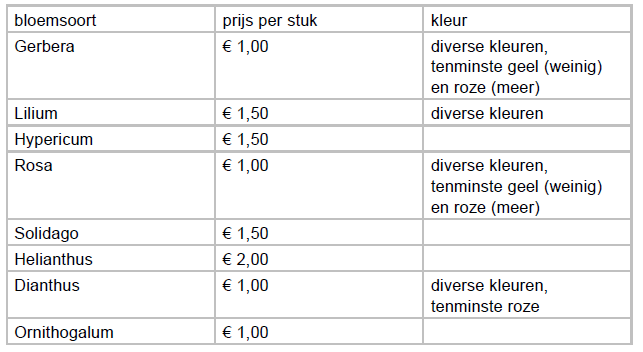 bloemsoort prijs per stuk kleur
Gerbera € 1,00 diverse kleuren,
tenminste geel (weinig)
en roze (meer)
Lilium € 1,50 diverse kleuren
Hypericum € 1,50
Rosa € 1,00 diverse kleuren,
tenminste geel (weinig)
en roze (meer)
Solidago € 1,50
Helianthus € 2,00
Dianthus € 1,00 diverse kleuren,
tenminste roze
Ornithogalum € 1,00